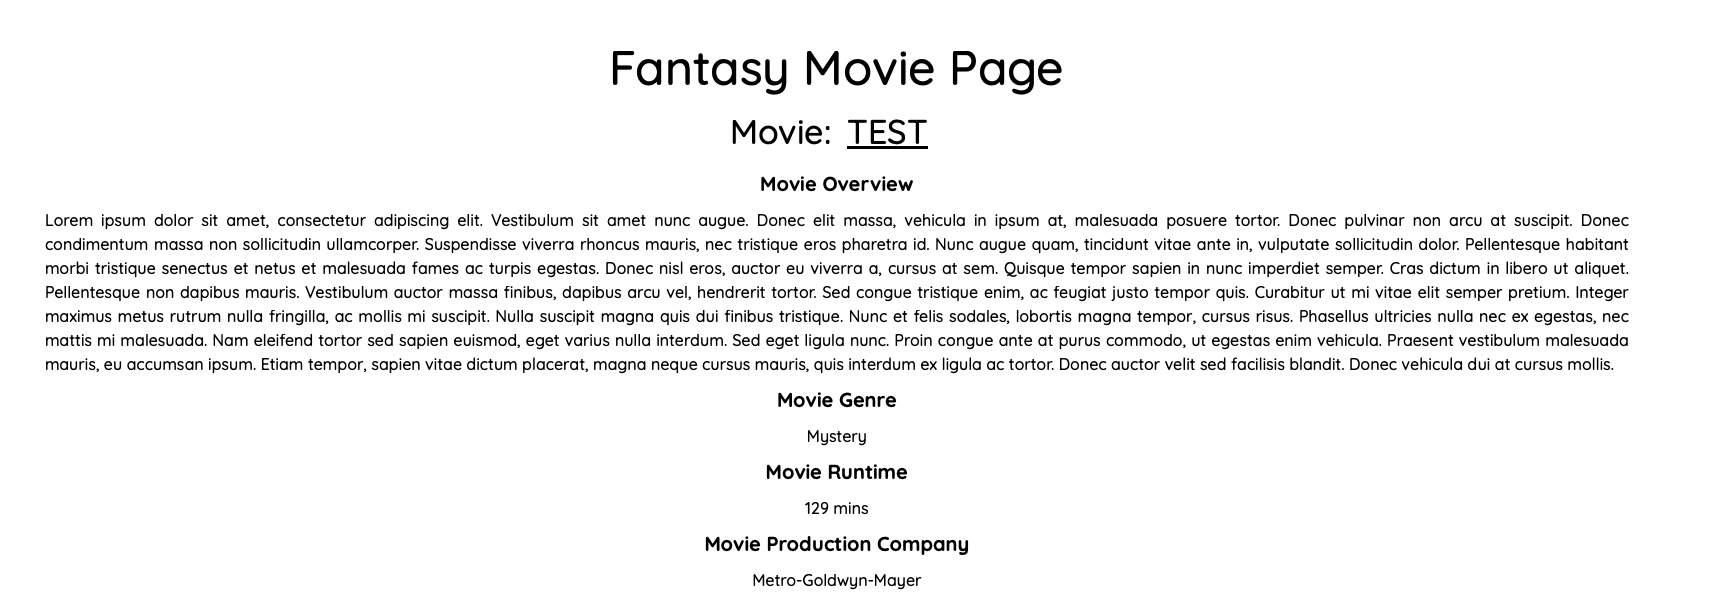 Fantasy Movie Page
Movie: TEST
Movie Overview
Lorem ipsum dolor sit amet, consectetur adipiscing elit. Vestibulum sit amet nunc augue. Donec elit massa, vehicula in ipsum at, malesuada posuere tortor. Donec pulvinar non arcu at suscipit. Donec
condimentum massa non sollicitudin ullamcorper. Suspendisse viverra rhoncus mauris, nec tristique eros pharetra id. Nunc augue quam, tincidunt vitae ante in, vulputate sollicitudin dolor. Pellentesque habitant
morbi tristique senectus et netus et malesuada fames ac turpis egestas. Donec nisl eros, auctor eu viverra a, cursus at sem. Quisque tempor sapien in nunc imperdiet semper. Cras dictum in libero ut aliquet.
Pellentesque non dapibus mauris. Vestibulum auctor massa finibus, dapibus arcu vel, hendrerit tortor. Sed congue tristique enim, ac feugiat justo tempor quis. Curabitur ut mi vitae elit semper pretium. Integer
maximus metus rutrum nulla fringilla, ac mollis mi suscipit. Nulla suscipit magna quis dui finibus tristique. Nunc et felis sodales, lobortis magna tempor, cursus risus. Phasellus ultricies nulla nec ex egestas, nec
mattis mi malesuada. Nam eleifend tortor sed sapien euismod, eget varius nulla interdum. Sed eget ligula nunc. Proin congue ante at purus commodo, ut egestas enim vehicula. Praesent vestibulum malesuada
mauris, eu accumsan ipsum. Etiam tempor, sapien vitae dictum placerat, magna neque cursus mauris, quis interdum ex ligula ac tortor. Donec auctor velit sed facilisis blandit. Donec vehicula dui at cursus mollis.
Movie Genre
Mystery
Movie Runtime
129 mins
Movie Production Company
Metro-Goldwyn-Mayer